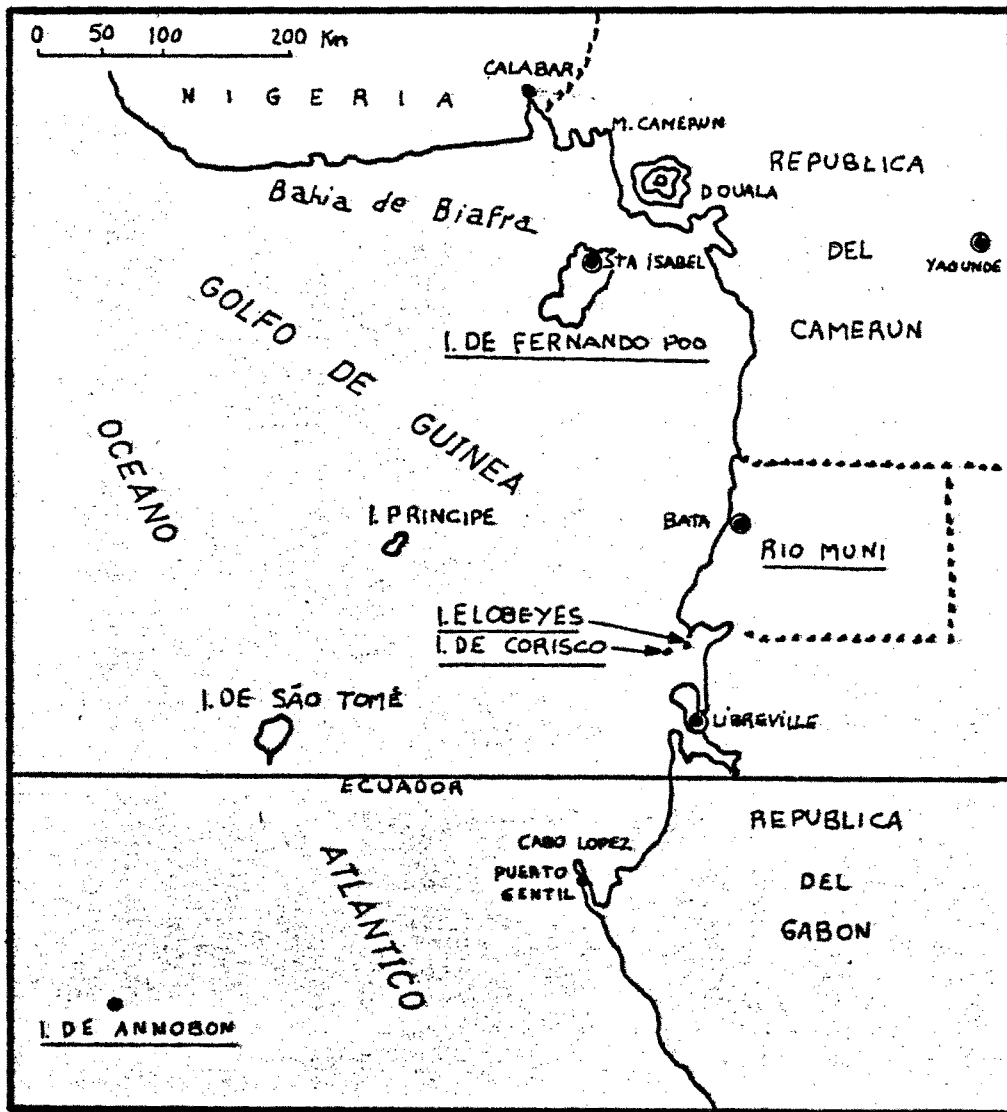 0 50 100 200 Km
CALABAR
NIGERIA
M. CAMERUN
REPUBLICA
DEL
CAMERUN
Bahia de Biafra
DOUALA
YAOUNDE
STA ISABEL
I. DE FERNANDO POO
GOLFO DE GUINEA
OCEANO
ATLÁNTICO
I. PRINCIPE
BATA
RIO MUNI
I. ELOBEYES
I. DE CORISCO
I. DE SÃO TOMÉ
LIBREVILLE
ECUADOR
REPUBLICA
DEL
GABON
CABO LOPEZ
PUERTO
GENTIL
I. DE ANNOBON